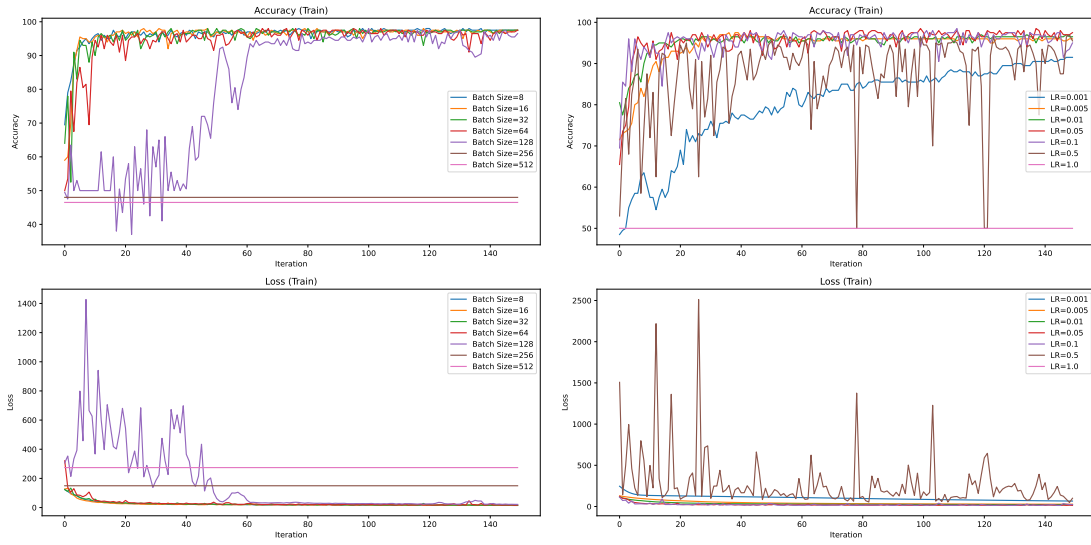 Accuracy (Train)
100
90
80
70
60
50
40
Accuracy
0
20
40
60
80
100
120
140
Iteration
Batch Size=8
Batch Size=16
Batch Size=32
Batch Size=64
Batch Size=128
Batch Size=256
Batch Size=512
Accuracy (Train)
100
90
80
70
60
50
Accuracy
0
20
40
60
80
100
120
140
Iteration
LR=0.001
LR=0.005
LR=0.01
LR=0.05
LR=0.1
LR=0.5
LR=1.0
Loss (Train)
1400
1200
1000
800
600
400
200
0
Loss
0
20
40
60
80
100
120
140
Iteration
Batch Size=8
Batch Size=16
Batch Size=32
Batch Size=64
Batch Size=128
Batch Size=256
Batch Size=512
Loss (Train)
2500
2000
1500
1000
500
0
Loss
0
20
40
60
80
100
120
140
Iteration
LR=0.001
LR=0.005
LR=0.01
LR=0.05
LR=0.1
LR=0.5
LR=1.0